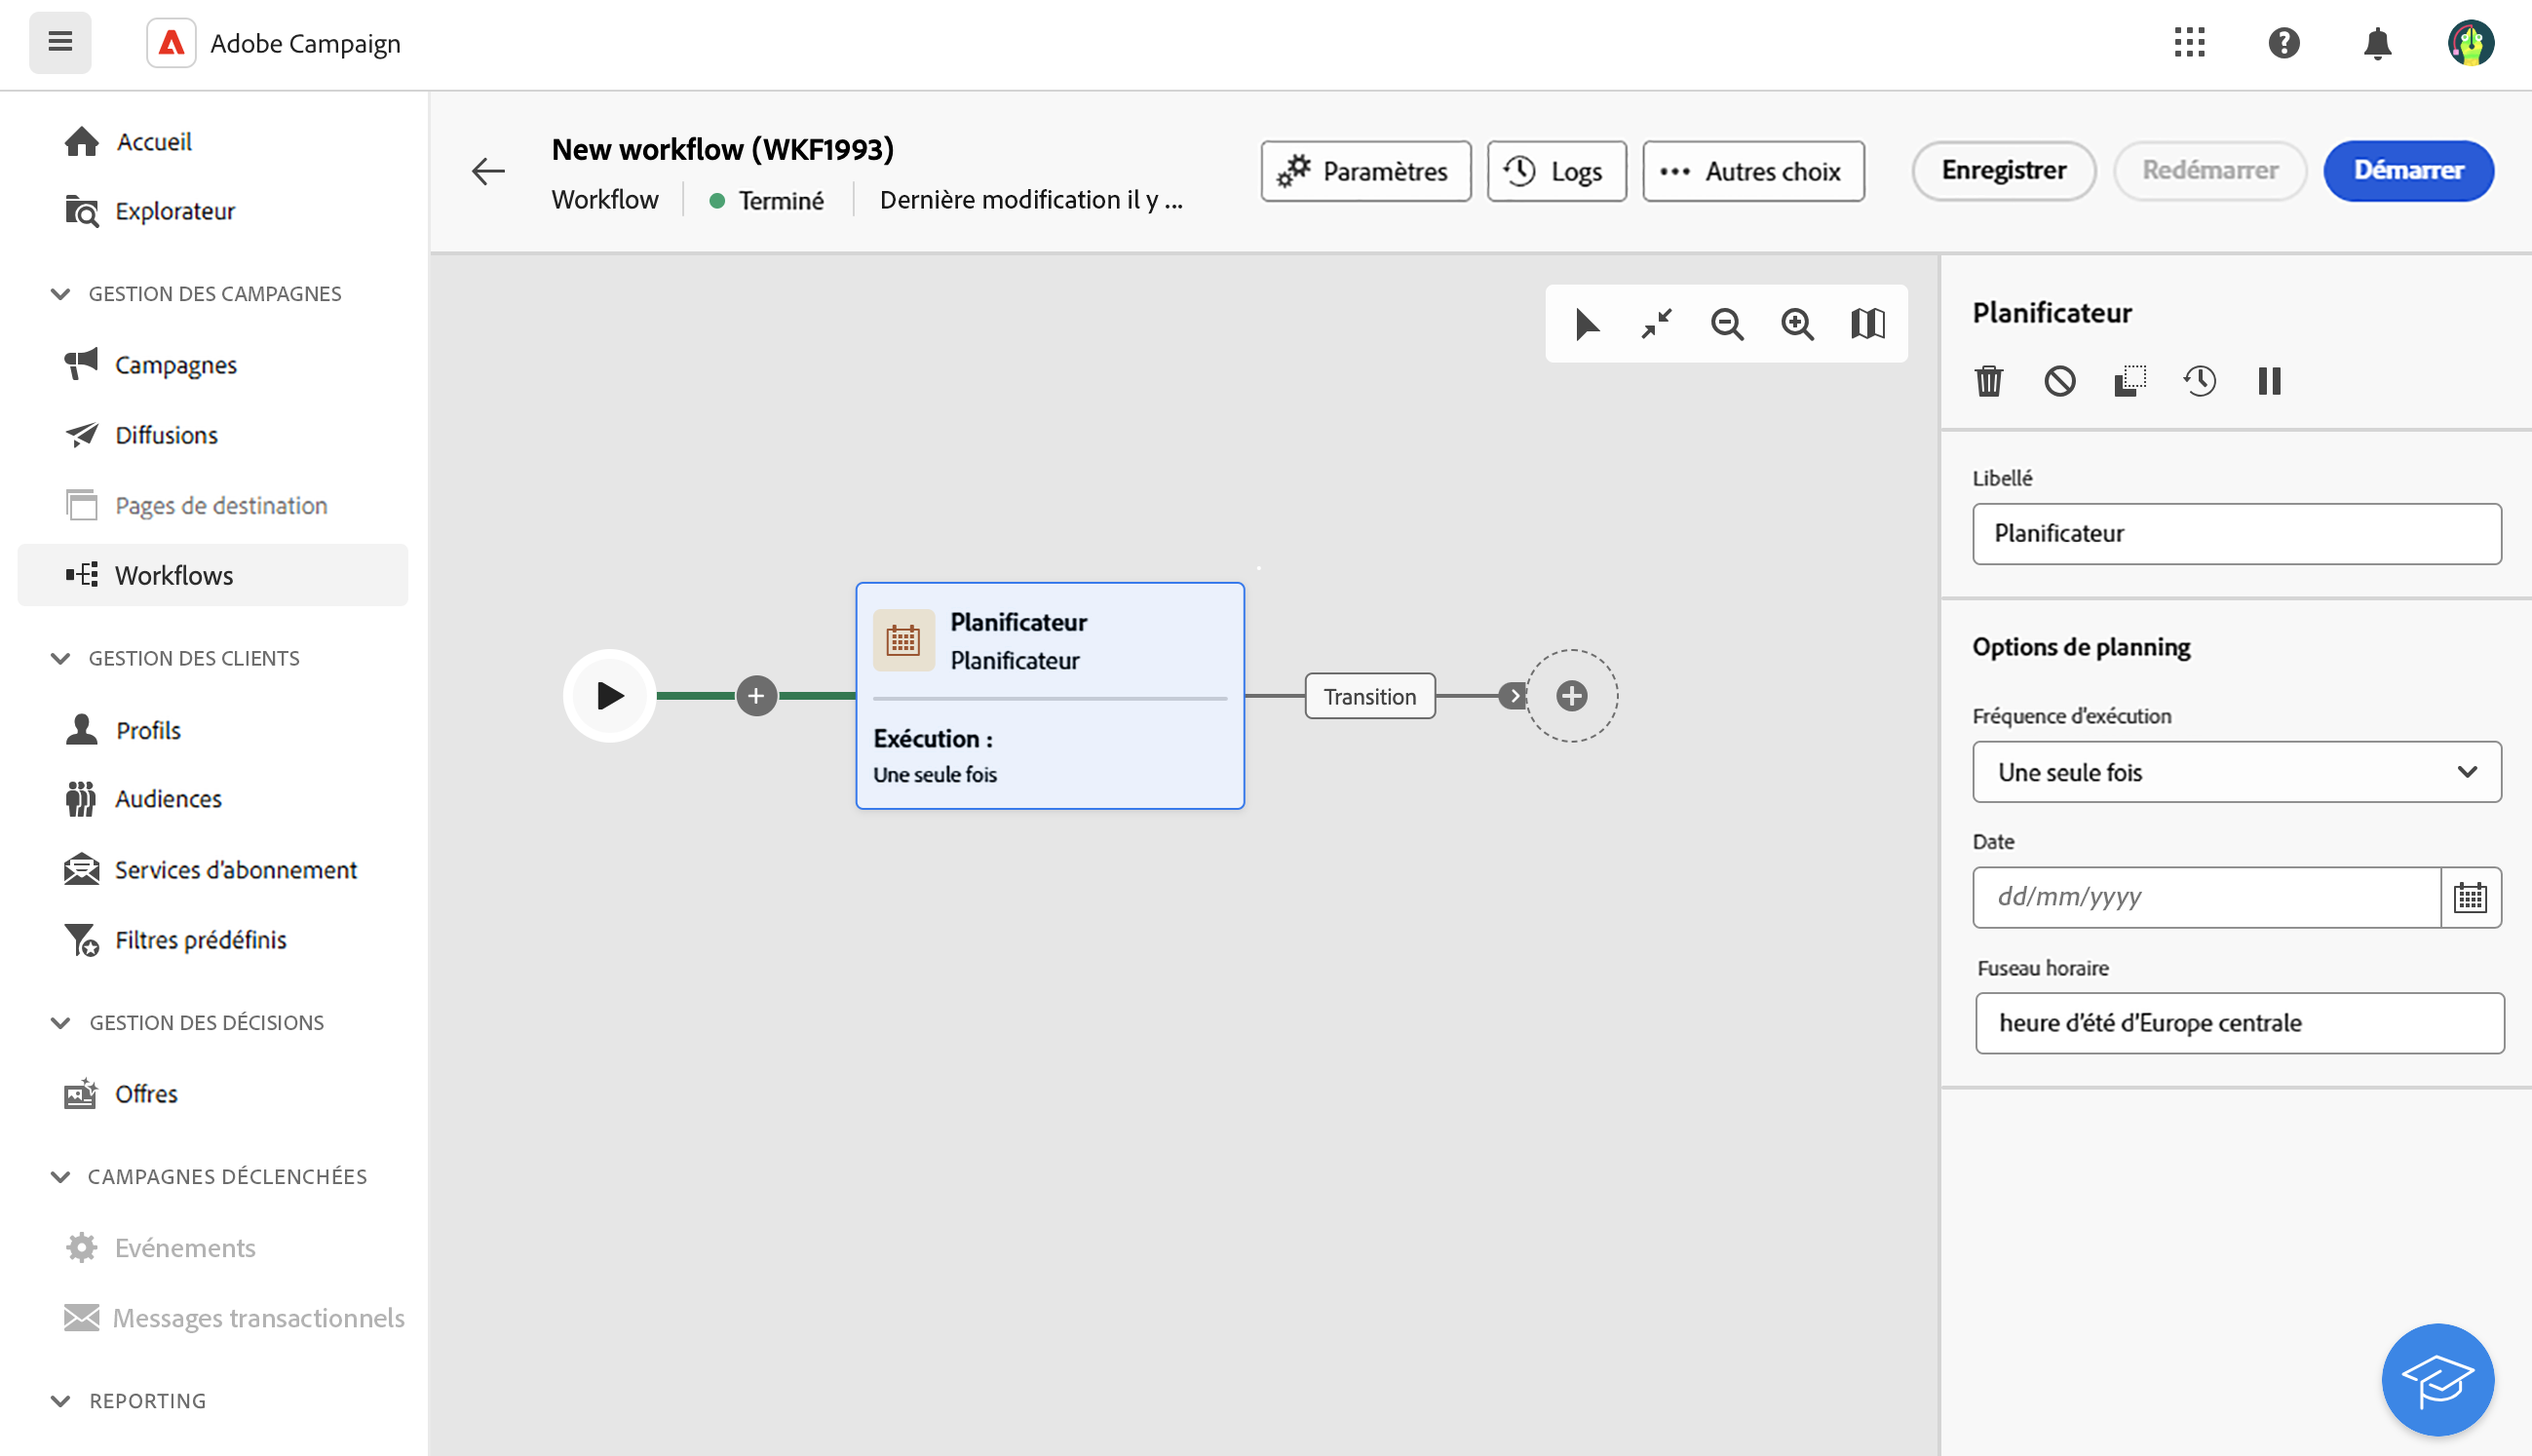 Adobe Campaign
Accueil
Explorateur
GESTION DES CAMPAGNES
Campagnes
Diffusions
Pages de destination
Workflows
GESTION DES CLIENTS
Profils
Audiences
Services d'abonnement
Filtres prédéfinis
GESTION DES DÉCISIONS
Offres
CAMPAGNES DÉCLENCHÉES
Evénements
Messages transactionnels
REPORTING
New workflow (WKF1993)
Workflow
Terminé
Dernière modification il y ...
Paramètres
Logs
Autres choix
Enregistrer
Redémarrer
Démarrer
Planificateur
Planificateur
Exécution :
Une seule fois
Transition
Planificateur
Libellé
Planificateur
Options de planning
Fréquence d'exécution
Une seule fois
Date
dd/mm/yyyy
Fuseau horaire
heure d'été d'Europe centrale